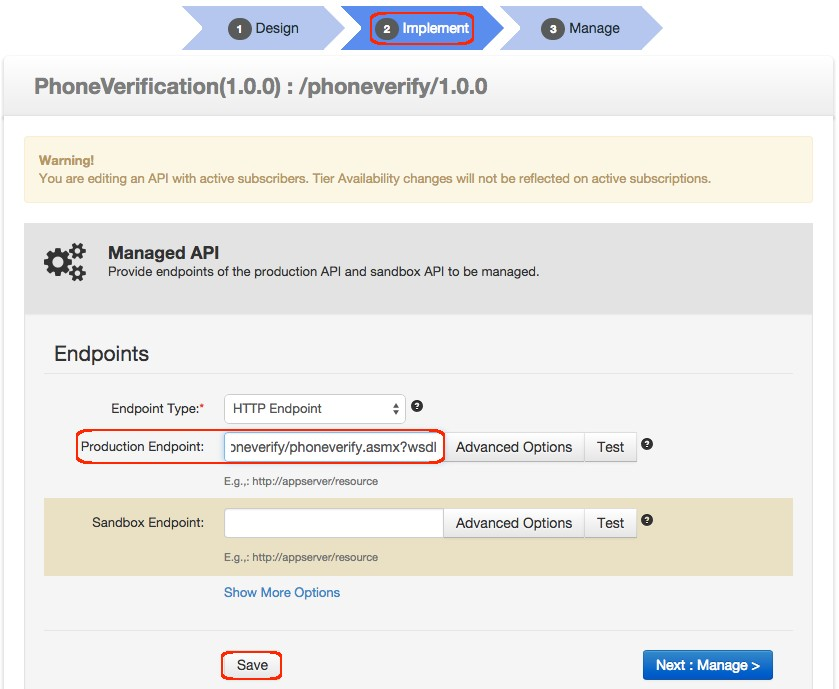 1 Design
2 Implement
3 Manage
PhoneVerification(1.0.0) : /phoneverify/1.0.0
Warning!
You are editing an API with active subscribers. Tier Availability changes will not be reflected on active subscriptions.
Managed API
Provide endpoints of the production API and sandbox API to be managed.
Endpoints
Endpoint Type:* HTTP Endpoint ?
Production Endpoint: oneverify/phoneverify.asmx?wsdl Advanced Options Test ?
E.g.,: http://appserver/resource
Sandbox Endpoint: Advanced Options Test ?
E.g.,: http://appserver/resource
Show More Options
Save Next : Manage >